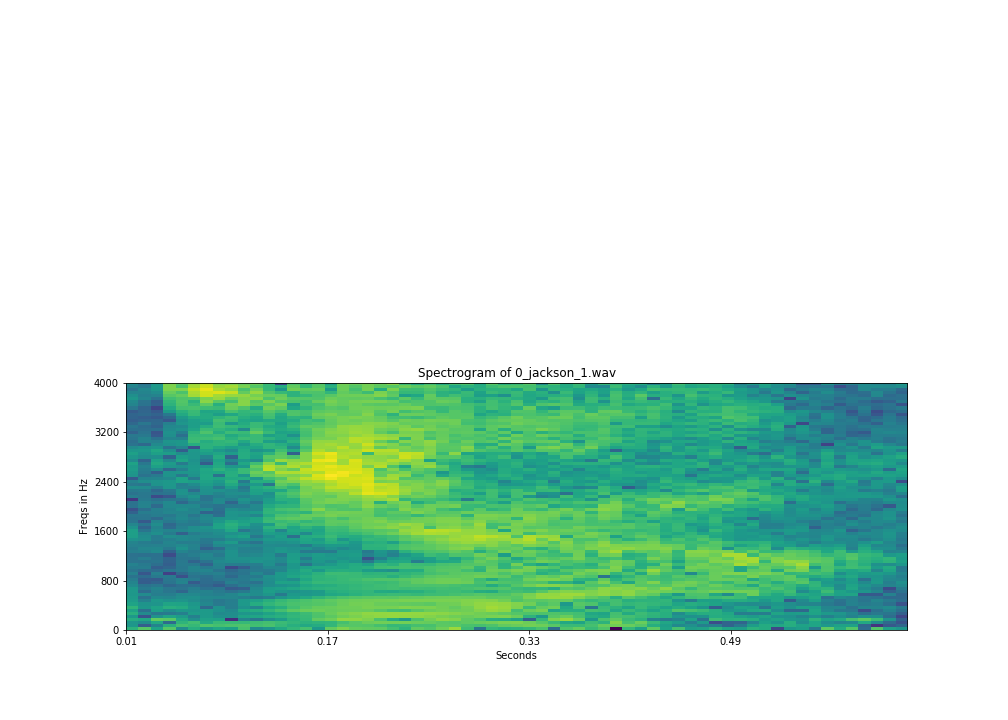 Spectrogram of 0_jackson_1.wav
4000
3200
2400
1600
800
0
Freqs in Hz
0.01 0.17 0.33 0.49
Seconds